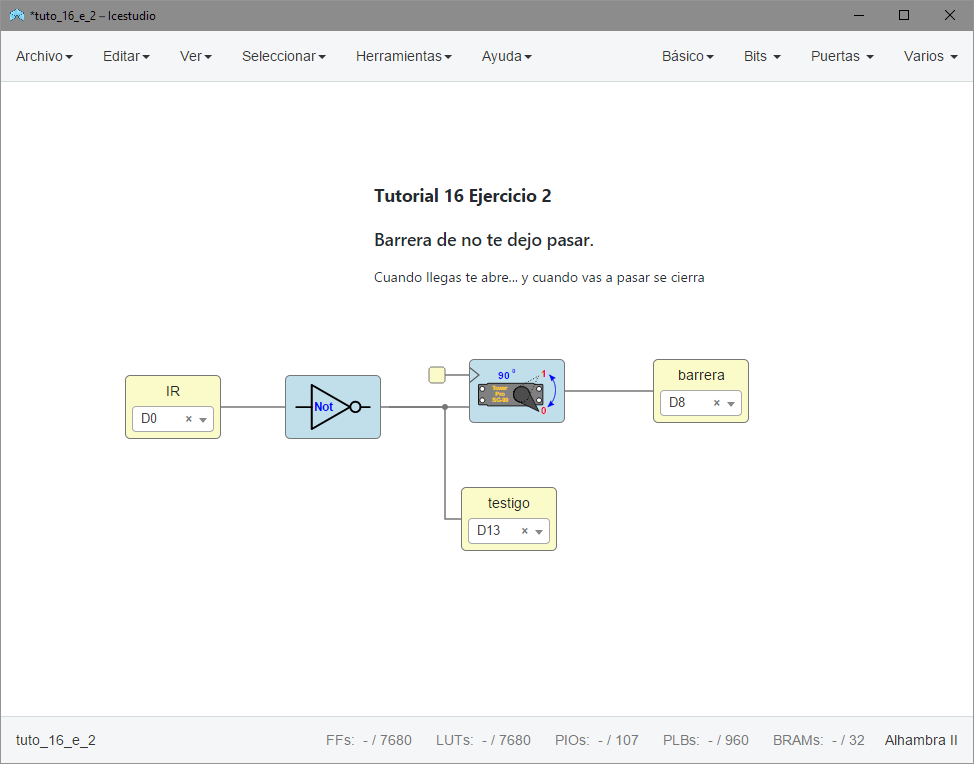 *tuto_16_e_2 – Icestudio
Archivo Editar Ver Seleccionar Herramientas Ayuda Básico Bits Puertas Varios
Tutorial 16 Ejercicio 2
Barrera de no te dejo pasar.
Cuando llegas te abre... y cuando vas a pasar se cierra
IR
D0 ×
Not
90 º
1
Tower
Pro
SG90
0
barrera
D8 ×
testigo
D13 ×
tuto_16_e_2 FFs: - / 7680 LUTs: - / 7680 PIOs: - / 107 PLBs: - / 960 BRAMs: - / 32 Alhambra II